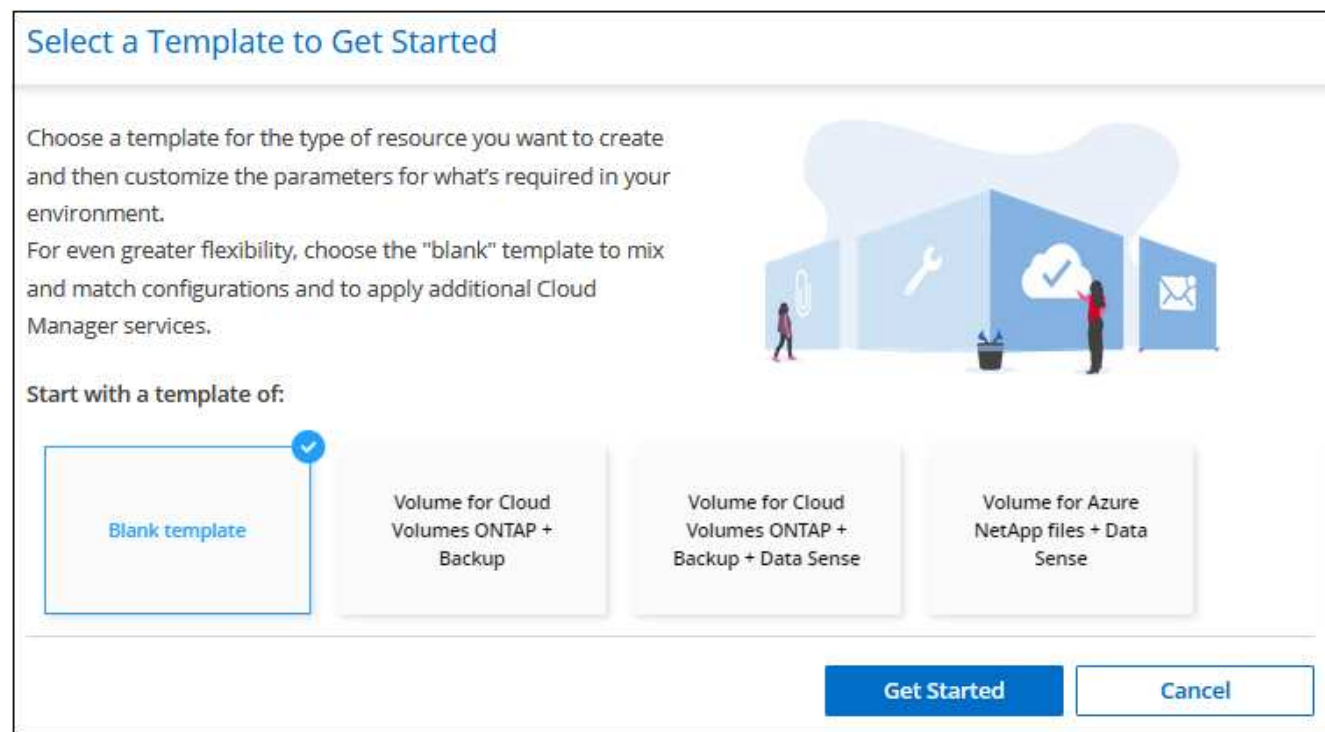 Select a Template to Get Started
Choose a template for the type of resource you want to create
and then customize the parameters for what's required in your
environment.
For even greater flexibility, choose the "blank" template to mix
and match configurations and to apply additional Cloud
Manager services.
Start with a template of:
Blank template
Volume for Cloud
Volumes ONTAP +
Backup
Volume for Cloud
Volumes ONTAP +
Backup + Data Sense
Volume for Azure
NetApp files + Data
Sense
Get Started
Cancel